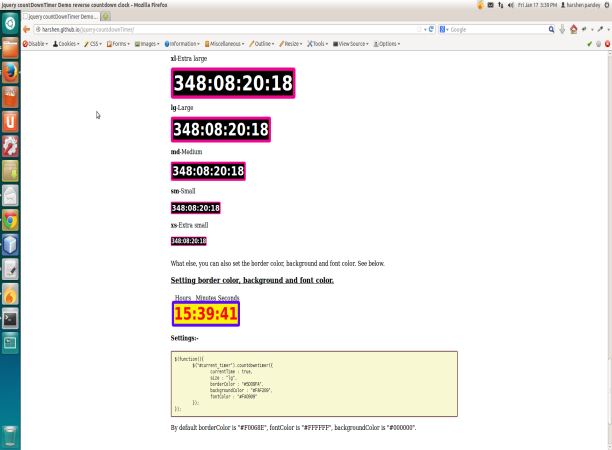 jquery countDownTimer Demo reverse countdown clock - Mozilla Firefox
Fri Jan 17 3:39 PM harshen pandey
jquery countDownTimer Demo...
harshen.github.io/jquery-countdownTimer/
Google
Disable Cookies CSS Forms Images Information Miscellaneous Outline Resize Tools View Source Options
xl-Extra large
348:08:20:18
lg-Large
348:08:20:18
md-Medium
348:08:20:18
sm-Small
348:08:20:18
xs-Extra small
348:08:20:18
What else, you can also set the border color, background and font color. See below.
Setting border color, background and font color.
Hours Minutes Seconds
15:39:41
Settings:-
$(function(){
$("#current_timer").countdowntimer({
currentTime : true,
size : "lg",
borderColor :
backgroundColor :
fontColor :
});
});
By default borderColor is "#F0068E", fontColor is "#FFFFFF", backgroundColor is "#000000".